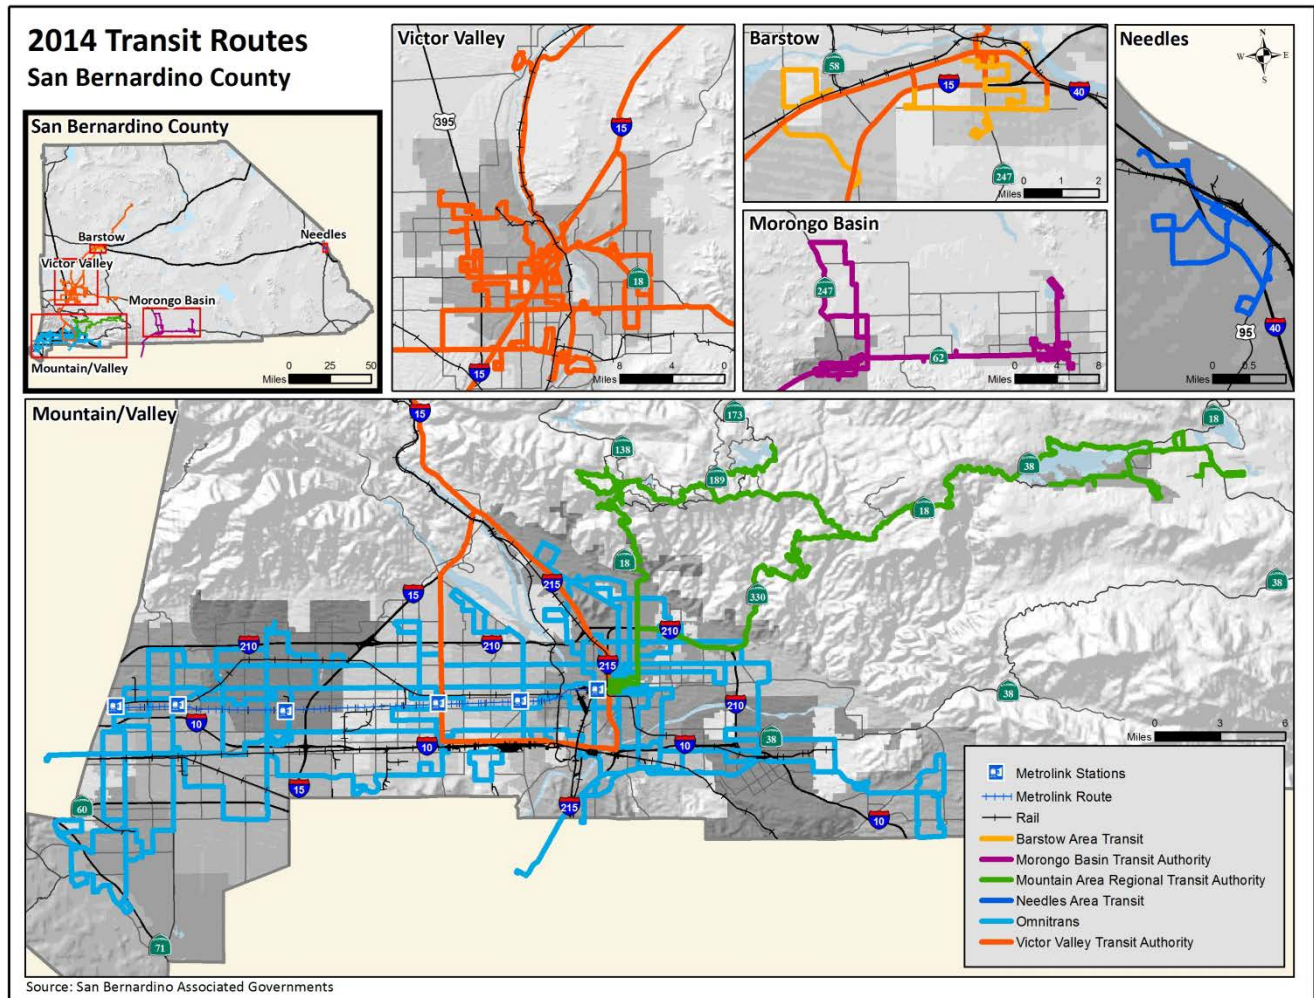 2014 Transit Routes
San Bernardino County
San Bernardino County
Barstow
Needles
Victor Valley
Morongo Basin
Mountain/Valley
0 25 50
Miles
Victor Valley
395
15
18
15
8 4 0
Miles
Barstow
58
15
40
247
0 1 2
Miles
Morongo Basin
247
62
0 4 8
Miles
Needles
N
W E
S
95
40
0 0.5 1
Miles
Mountain/Valley
15
173
18
138
38
189
18
18
215
38
15
330
210
210
210
215
38
210
10
38
10
10
15
60
215
10
71
0 3 6
Miles
Metrolink Stations
Metrolink Route
Rail
Barstow Area Transit
Morongo Basin Transit Authority
Mountain Area Regional Transit Authority
Needles Area Transit
Omnitrans
Victor Valley Transit Authority
Source: San Bernardino Associated Governments